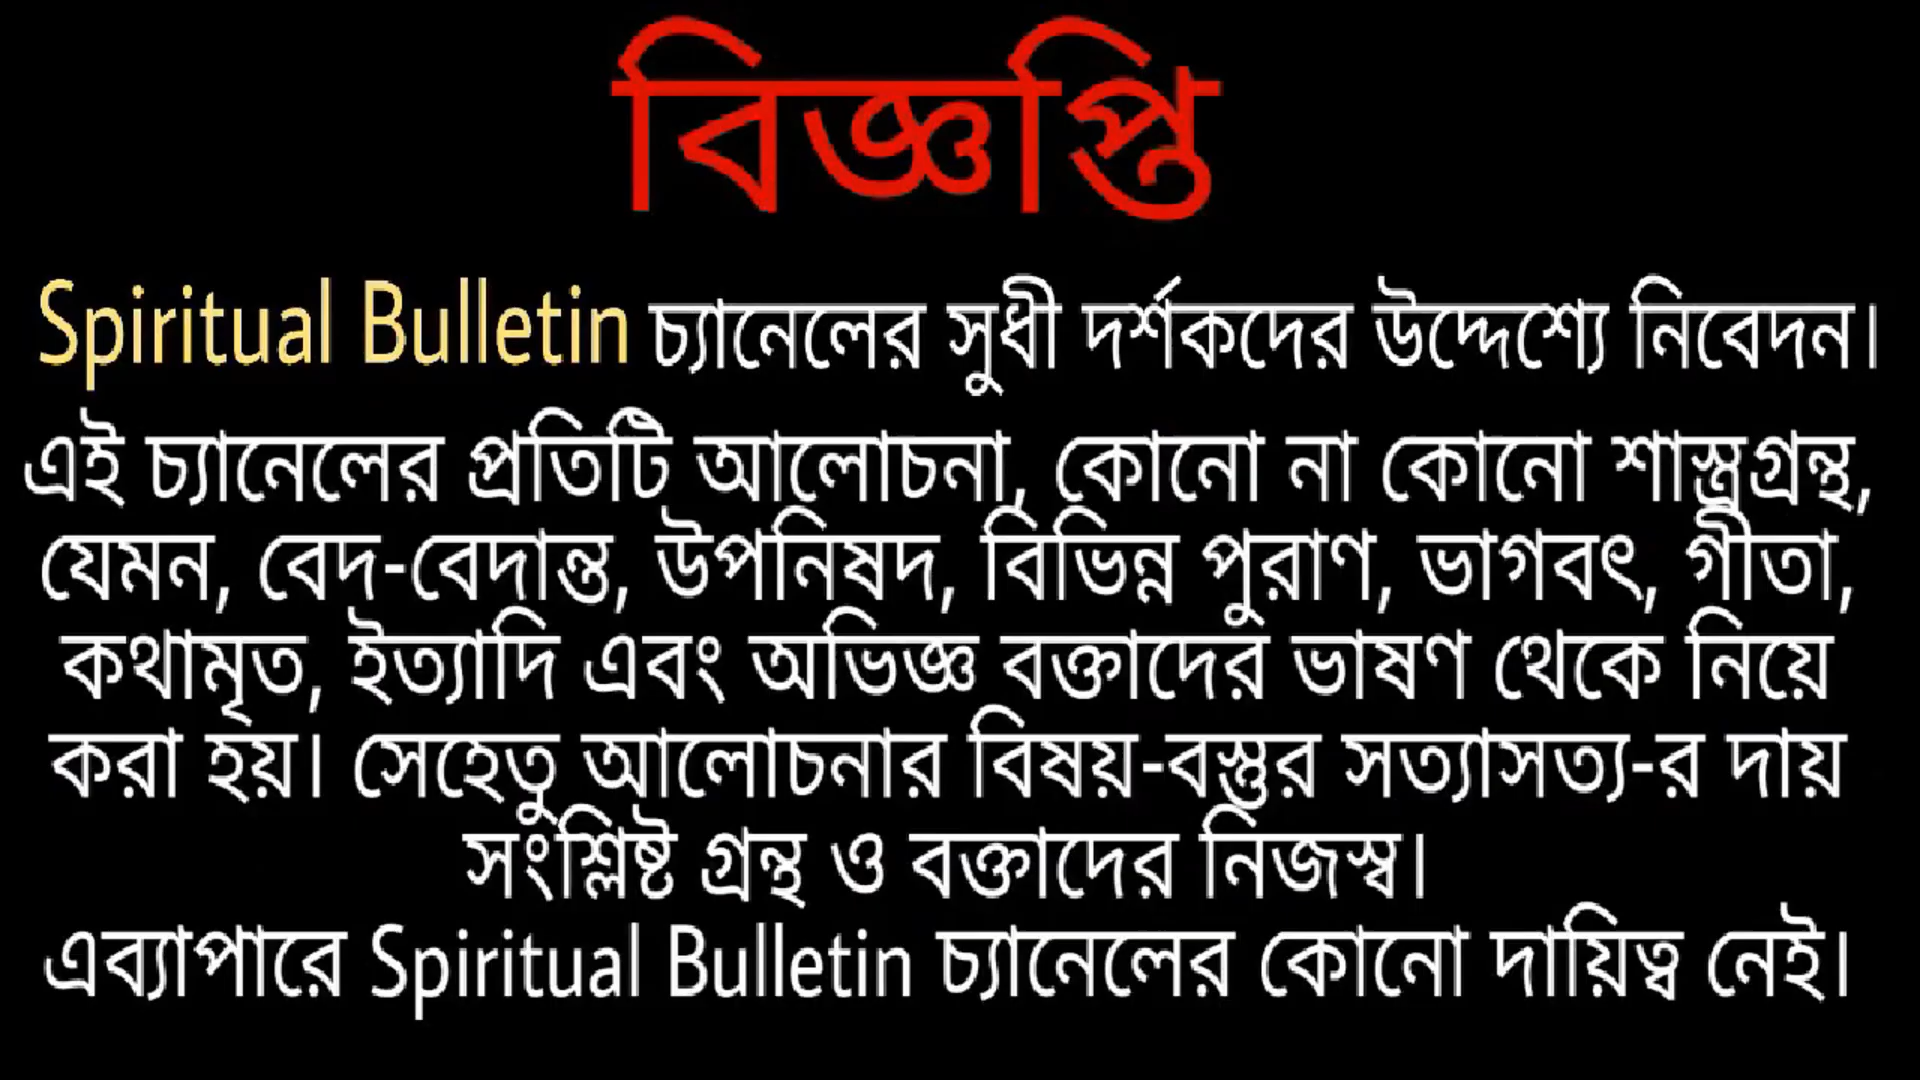 বিজ্ঞপ্তি
Spiritual Bulletin চ্যানেলের সুধী দর্শকদের উদ্দেশ্যে নিবেদন।
এই চ্যানেলের প্রতিটি আলোচনা, কোনো না কোনো শাস্ত্রগ্রন্থ,
যেমন, বেদ-বেদান্ত, উপনিষদ, বিভিন্ন পুরাণ, ভাগবৎ, গীতা,
কথামৃত, ইত্যাদি এবং অভিজ্ঞ বক্তাদের ভাষণ থেকে নিয়ে
করা হয়। সেহেতু আলোচনার বিষয়-বস্তুর সত্যাসত্য-র দায়
সংশ্লিষ্ট গ্রন্থ ও বক্তাদের নিজস্ব।
এব্যাপারে Spiritual Bulletin চ্যানেলের কোনো দায়িত্ব নেই।